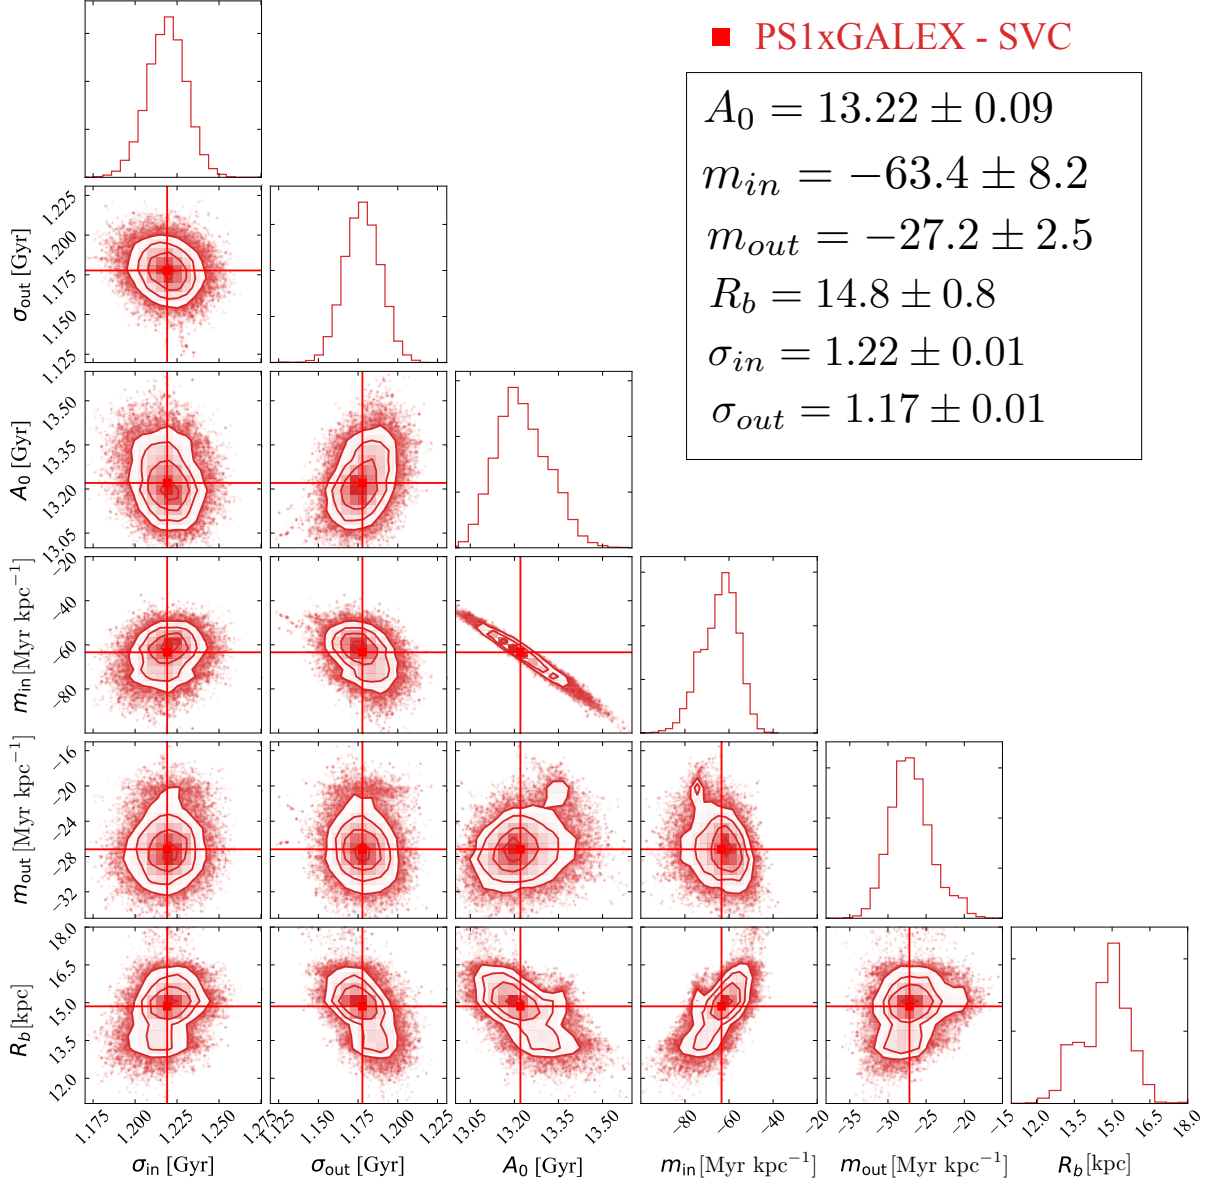 PS1xGALEX - SVC
A₀ = 13.22 ± 0.09
m_in = −63.4 ± 8.2
m_out = −27.2 ± 2.5
R_b = 14.8 ± 0.8
σ_in = 1.22 ± 0.01
σ_out = 1.17 ± 0.01
σ_out [Gyr]
1.225
1.200
1.175
1.150
1.125
A₀ [Gyr]
13.50
13.35
13.20
13.05
m_in [Myr kpc⁻¹]
−20
−40
−60
−80
m_out [Myr kpc⁻¹]
−16
−20
−24
−28
−32
R_b [kpc]
18.0
16.5
15.0
13.5
12.0
1.175 1.200 1.225 1.250 1.275
1.125 1.150 1.175 1.200 1.225
13.05 13.20 13.35 13.50
−80 −60 −40 −20
−35 −30 −25 −20 −15
12.0 13.5 15.0 16.5 18.0
σ_in [Gyr] σ_out [Gyr] A₀ [Gyr] m_in [Myr kpc⁻¹] m_out [Myr kpc⁻¹] R_b [kpc]